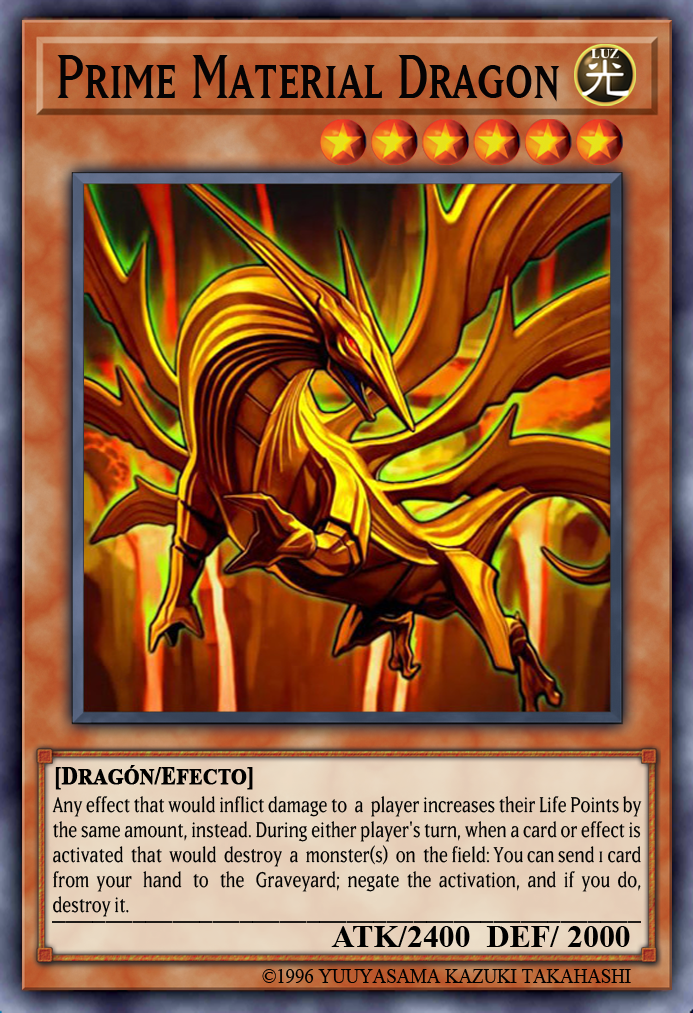 Prime Material Dragon
LUZ
光
[Dragón/Efecto]
Any effect that would inflict damage to a player increases their Life Points by
the same amount, instead. During either player's turn, when a card or effect is
activated that would destroy a monster(s) on the field: You can send 1 card
from your hand to the Graveyard; negate the activation, and if you do,
destroy it.
ATK/2400 DEF/ 2000
©1996 YUUYASAMA KAZUKI TAKAHASHI